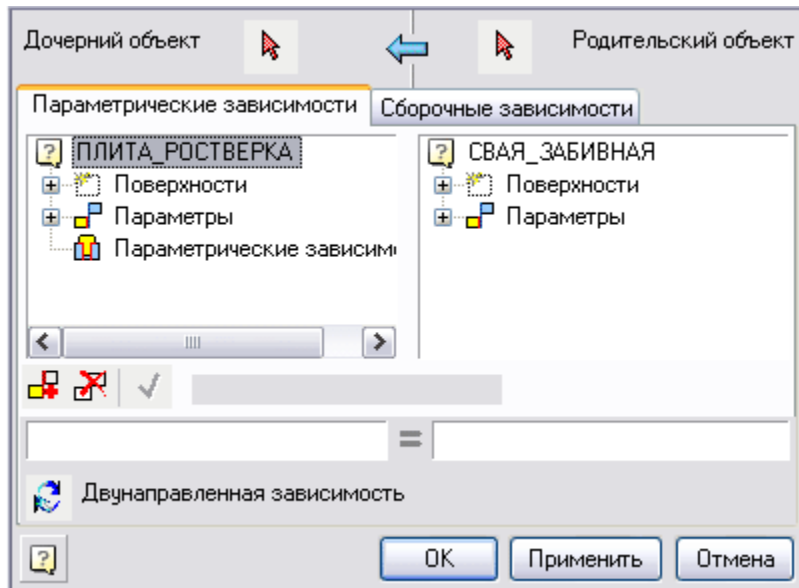 Дочерний объект
Родительский объект
Параметрические зависимости
Сборочные зависимости
ПЛИТА_РОСТВЕРКА
Поверхности
Параметры
Параметрические зависим
СВАЯ_ЗАБИВНАЯ
Поверхности
Параметры
=
Двунаправленная зависимость
OK
Применить
Отмена